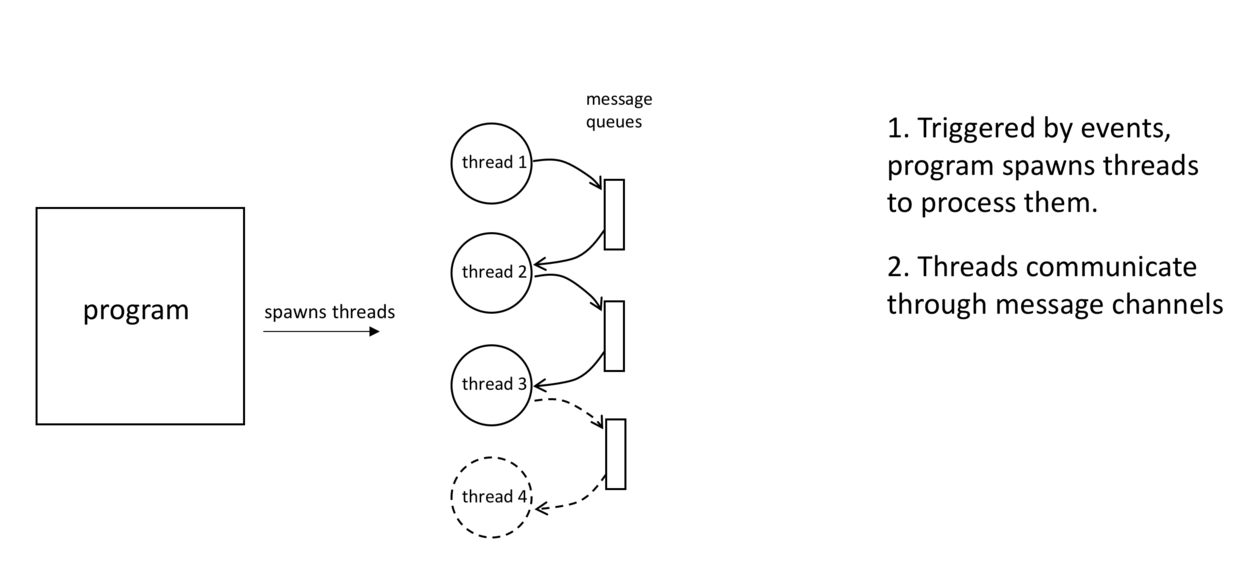 message
queues
thread 1
thread 2
thread 3
thread 4
program
spawns threads
1. Triggered by events,
program spawns threads
to process them.
2. Threads communicate
through message channels